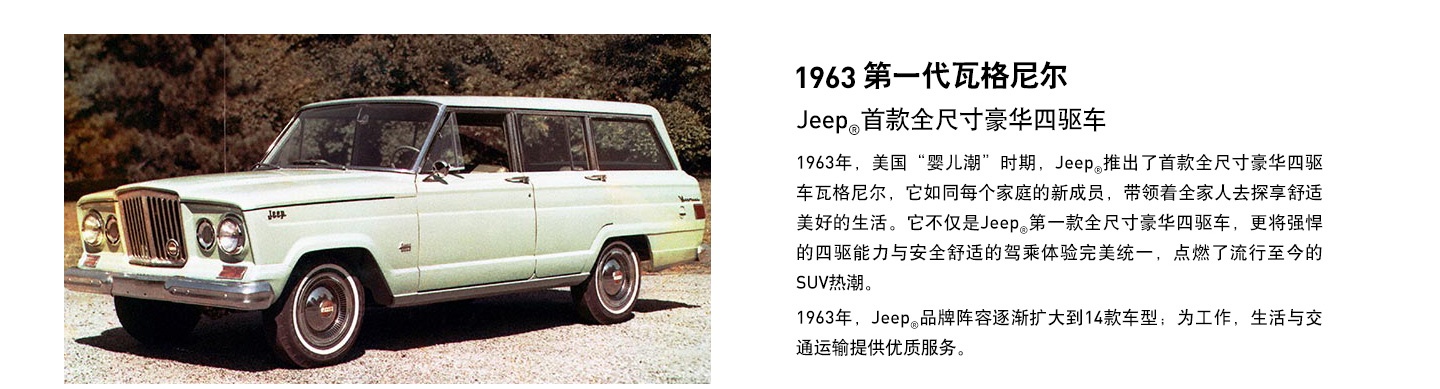 1963 第一代瓦格尼尔
Jeep®首款全尺寸豪华四驱车
1963年，美国“婴儿潮”时期，Jeep®推出了首款全尺寸豪华四驱
车瓦格尼尔，它如同每个家庭的新成员，带领着全家人去探享舒适
美好的生活。它不仅是Jeep®第一款全尺寸豪华四驱车，更将强悍
的四驱能力与安全舒适的驾乘体验完美统一，点燃了流行至今的
SUV热潮。
1963年，Jeep®品牌阵容逐渐扩大到14款车型；为工作，生活与交
通运输提供优质服务。
Jeep